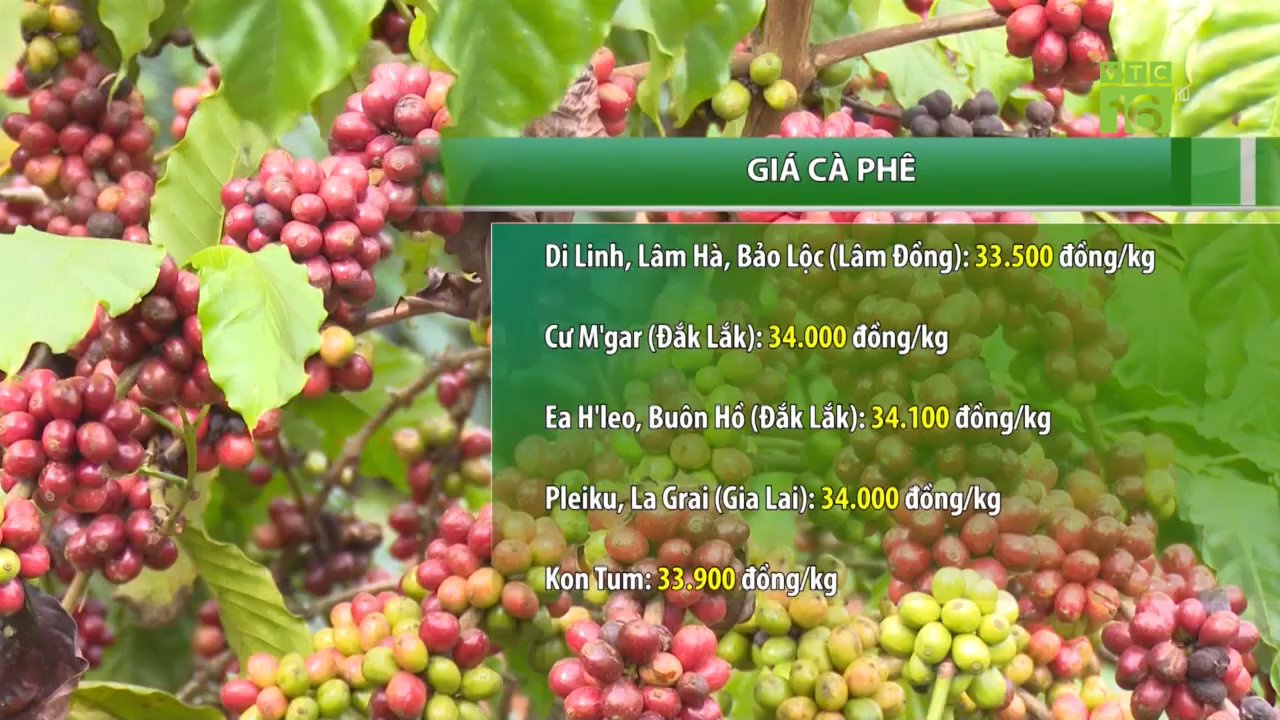 VTC
16
HD
GIÁ CÀ PHÊ
Di Linh, Lâm Hà, Bảo Lộc (Lâm Đồng): 33.500 đồng/kg
Cư M'gar (Đắk Lắk): 34.000 đồng/kg
Ea H'leo, Buôn Hồ (Đắk Lắk): 34.100 đồng/kg
Pleiku, La Grai (Gia Lai): 34.000 đồng/kg
Kon Tum: 33.900 đồng/kg